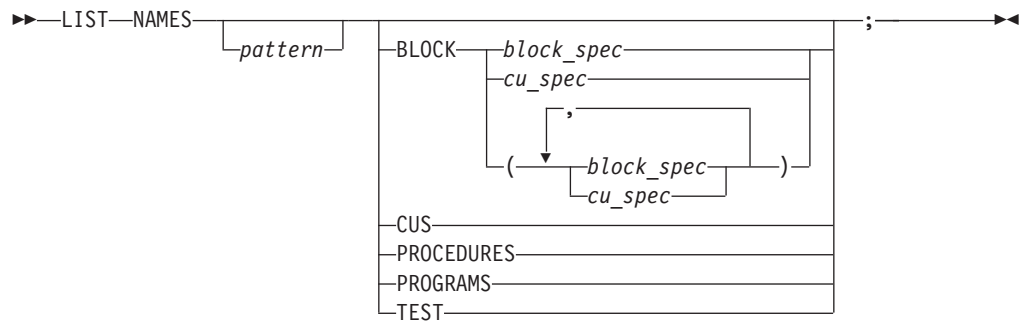 LIST NAMES ;
pattern
BLOCK block_spec
cu_spec
,
( block_spec )
cu_spec
CUS
PROCEDURES
PROGRAMS
TEST